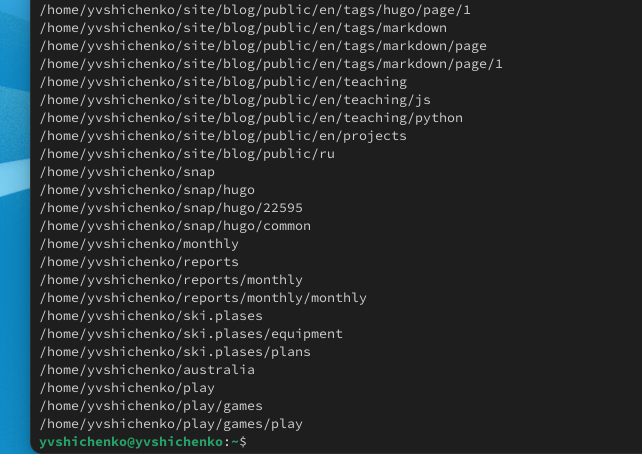 /home/yvshichenko/site/blog/public/en/tags/hugo/page/1
/home/yvshichenko/site/blog/public/en/tags/markdown
/home/yvshichenko/site/blog/public/en/tags/markdown/page
/home/yvshichenko/site/blog/public/en/tags/markdown/page/1
/home/yvshichenko/site/blog/public/en/teaching
/home/yvshichenko/site/blog/public/en/teaching/js
/home/yvshichenko/site/blog/public/en/teaching/python
/home/yvshichenko/site/blog/public/en/projects
/home/yvshichenko/site/blog/public/ru
/home/yvshichenko/snap
/home/yvshichenko/snap/hugo
/home/yvshichenko/snap/hugo/22595
/home/yvshichenko/snap/hugo/common
/home/yvshichenko/monthly
/home/yvshichenko/reports
/home/yvshichenko/reports/monthly
/home/yvshichenko/reports/monthly/monthly
/home/yvshichenko/ski.plases
/home/yvshichenko/ski.plases/equipment
/home/yvshichenko/ski.plases/plans
/home/yvshichenko/australia
/home/yvshichenko/play
/home/yvshichenko/play/games
/home/yvshichenko/play/games/play
yvshichenko@yvshichenko:~$